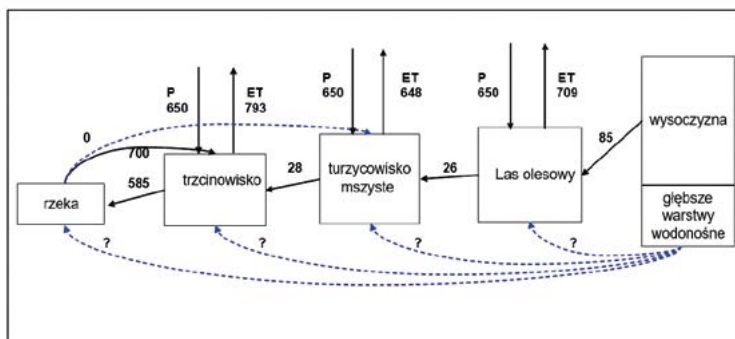 P
650
ET
793
P
650
ET
648
P
650
ET
709
0
700
585
28
26
85
rzeka
trzcinowisko
turzycowisko
mszyste
Las olesowy
wysoczyzna
głębsze
warstwy
wodonośne
?
?
?
?